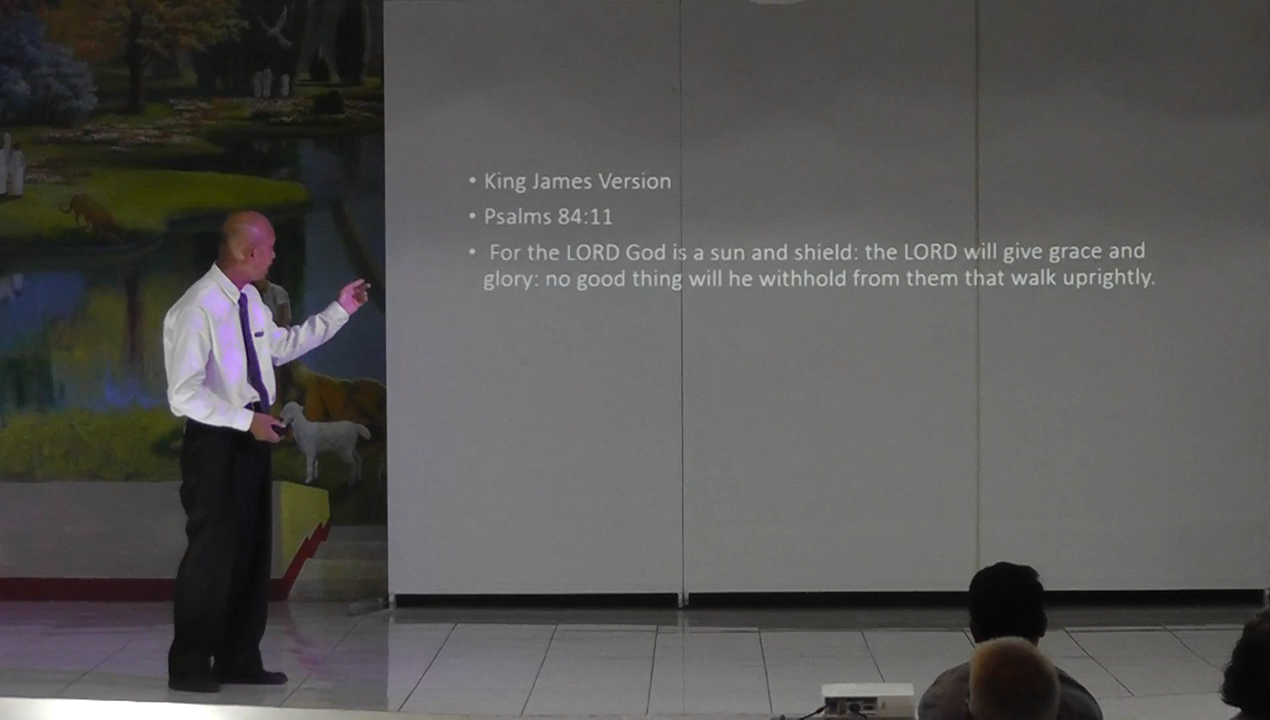 • King James Version
• Psalms 84:11
• For the LORD God is a sun and shield: the LORD will give grace and
glory: no good thing will he withhold from them that walk uprightly.